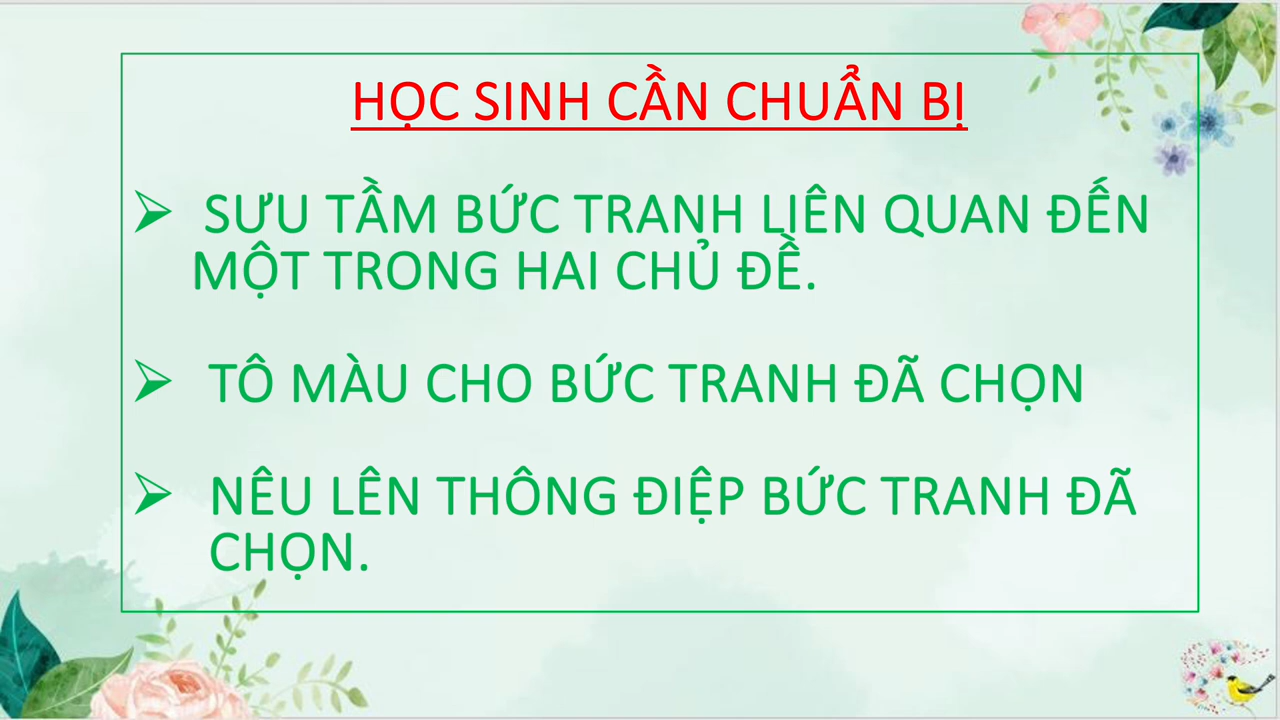 HỌC SINH CẦN CHUẨN BỊ
➢ SƯU TẦM BỨC TRANH LIÊN QUAN ĐẾN
MỘT TRONG HAI CHỦ ĐỀ.
➢ TÔ MÀU CHO BỨC TRANH ĐÃ CHỌN
➢ NÊU LÊN THÔNG ĐIỆP BỨC TRANH ĐÃ
CHỌN.